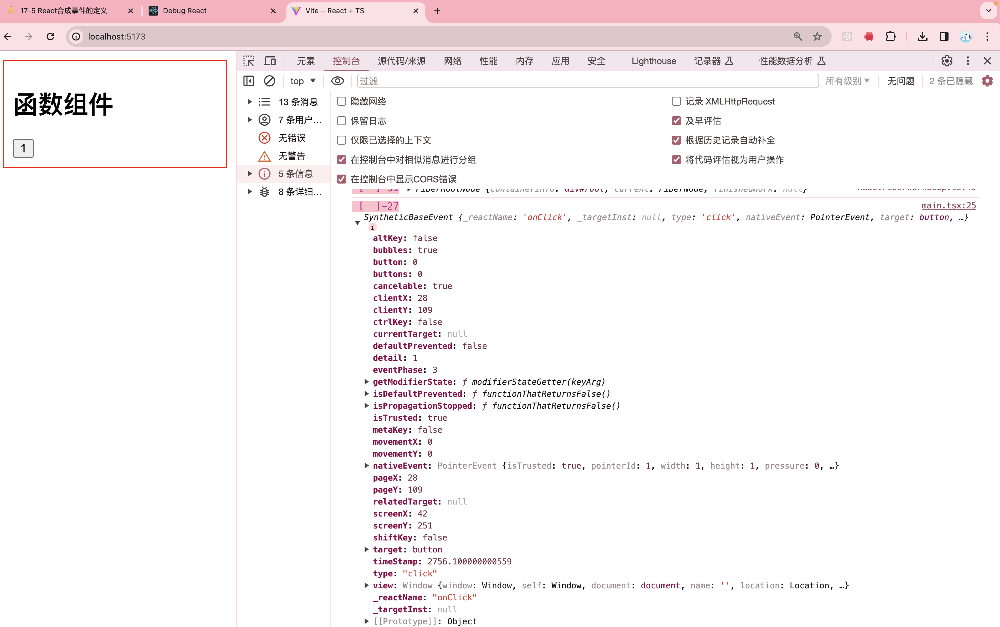 17-5 React合成事件的定义
Debug React
Vite + React + TS
localhost:5173
函数组件
1
元素 控制台 源代码/来源 网络 性能 内存 应用 安全 Lighthouse 记录器 性能数据分析
top 过滤 所有级别 无问题 2 条已隐藏
13 条消息
7 条用户…
无错误
无警告
5 条信息
8 条详细…
隐藏网络
记录 XMLHttpRequest
保留日志
及早评估
仅限已选择的上下文
根据历史记录自动补全
在控制台中对相似消息进行分组
将代码评估视为用户操作
在控制台中显示CORS错误
FiberRootNode {containerInfo: div#root, current: FiberNode, finishedWork: null}
[ ]-27 main.tsx:25
SyntheticBaseEvent {_reactName: 'onClick', _targetInst: null, type: 'click', nativeEvent: PointerEvent, target: button, …}
i
altKey: false
bubbles: true
button: 0
buttons: 0
cancelable: true
clientX: 28
clientY: 109
ctrlKey: false
currentTarget: null
defaultPrevented: false
detail: 1
eventPhase: 3
getModifierState: ƒ modifierStateGetter(keyArg)
isDefaultPrevented: ƒ functionThatReturnsFalse()
isPropagationStopped: ƒ functionThatReturnsFalse()
isTrusted: true
metaKey: false
movementX: 0
movementY: 0
nativeEvent: PointerEvent {isTrusted: true, pointerId: 1, width: 1, height: 1, pressure: 0, …}
pageX: 28
pageY: 109
relatedTarget: null
screenX: 42
screenY: 251
shiftKey: false
target: button
timeStamp: 2756.100000000559
type: "click"
view: Window {window: Window, self: Window, document: document, name: '', location: Location, …}
_reactName: "onClick"
_targetInst: null
[[Prototype]]: Object